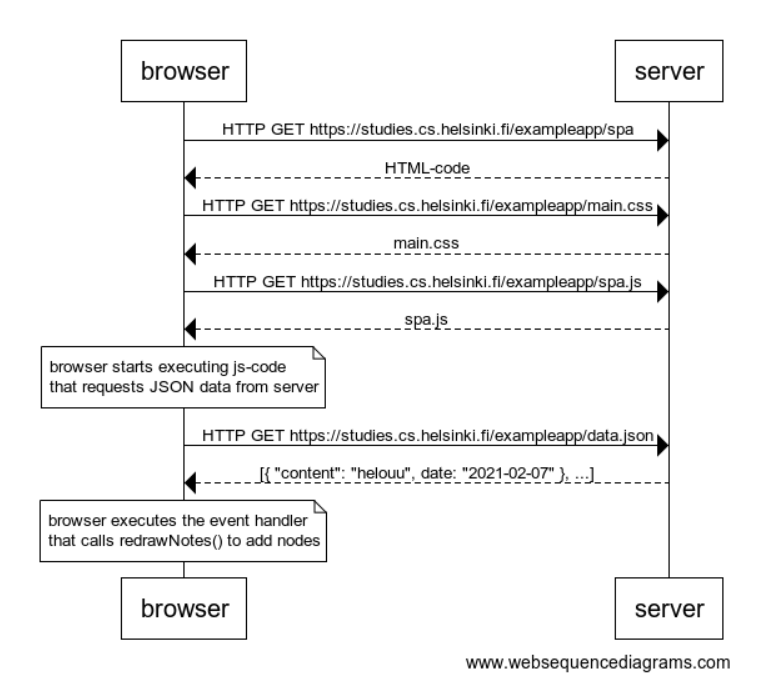 browser
server
HTTP GET https://studies.cs.helsinki.fi/exampleapp/spa
HTML-code
HTTP GET https://studies.cs.helsinki.fi/exampleapp/main.css
main.css
HTTP GET https://studies.cs.helsinki.fi/exampleapp/spa.js
spa.js
browser starts executing js-code
that requests JSON data from server
HTTP GET https://studies.cs.helsinki.fi/exampleapp/data.json
[{ "content": "helouu", date: "2021-02-07" }, ...]
browser executes the event handler
that calls redrawNotes() to add nodes
browser
server
www.websequencediagrams.com